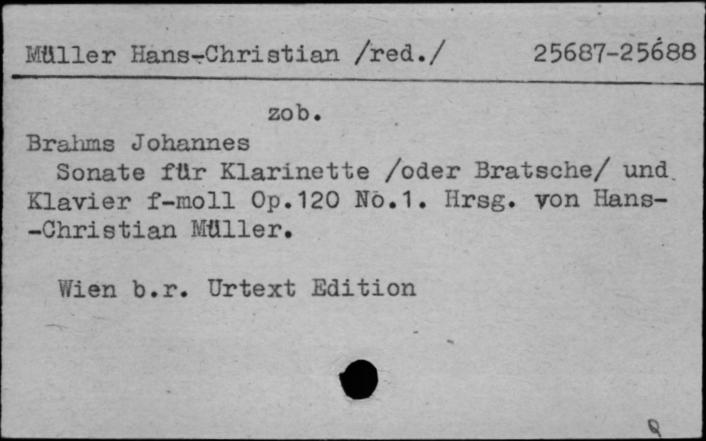 Müller Hans-Christian /red./ 25687-25688
zob.
Brahms Johannes
Sonate für Klarinette /oder Bratsche/ und
Klavier f-moll Op.120 No.1. Hrsg. von Hans-
-Christian Müller.
Wien b.r. Urtext Edition